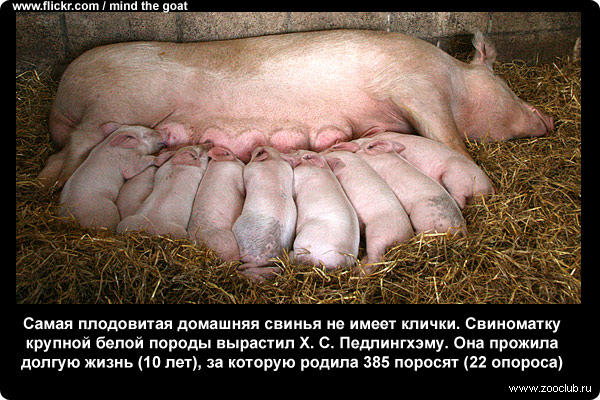 www.flickr.com / mind the goat
Самая плодовитая домашняя свинья не имеет клички. Свиноматку
крупной белой породы вырастил Х. С. Педлингхэму. Она прожила
долгую жизнь (10 лет), за которую родила 385 поросят (22 опороса)
www.zooclub.ru